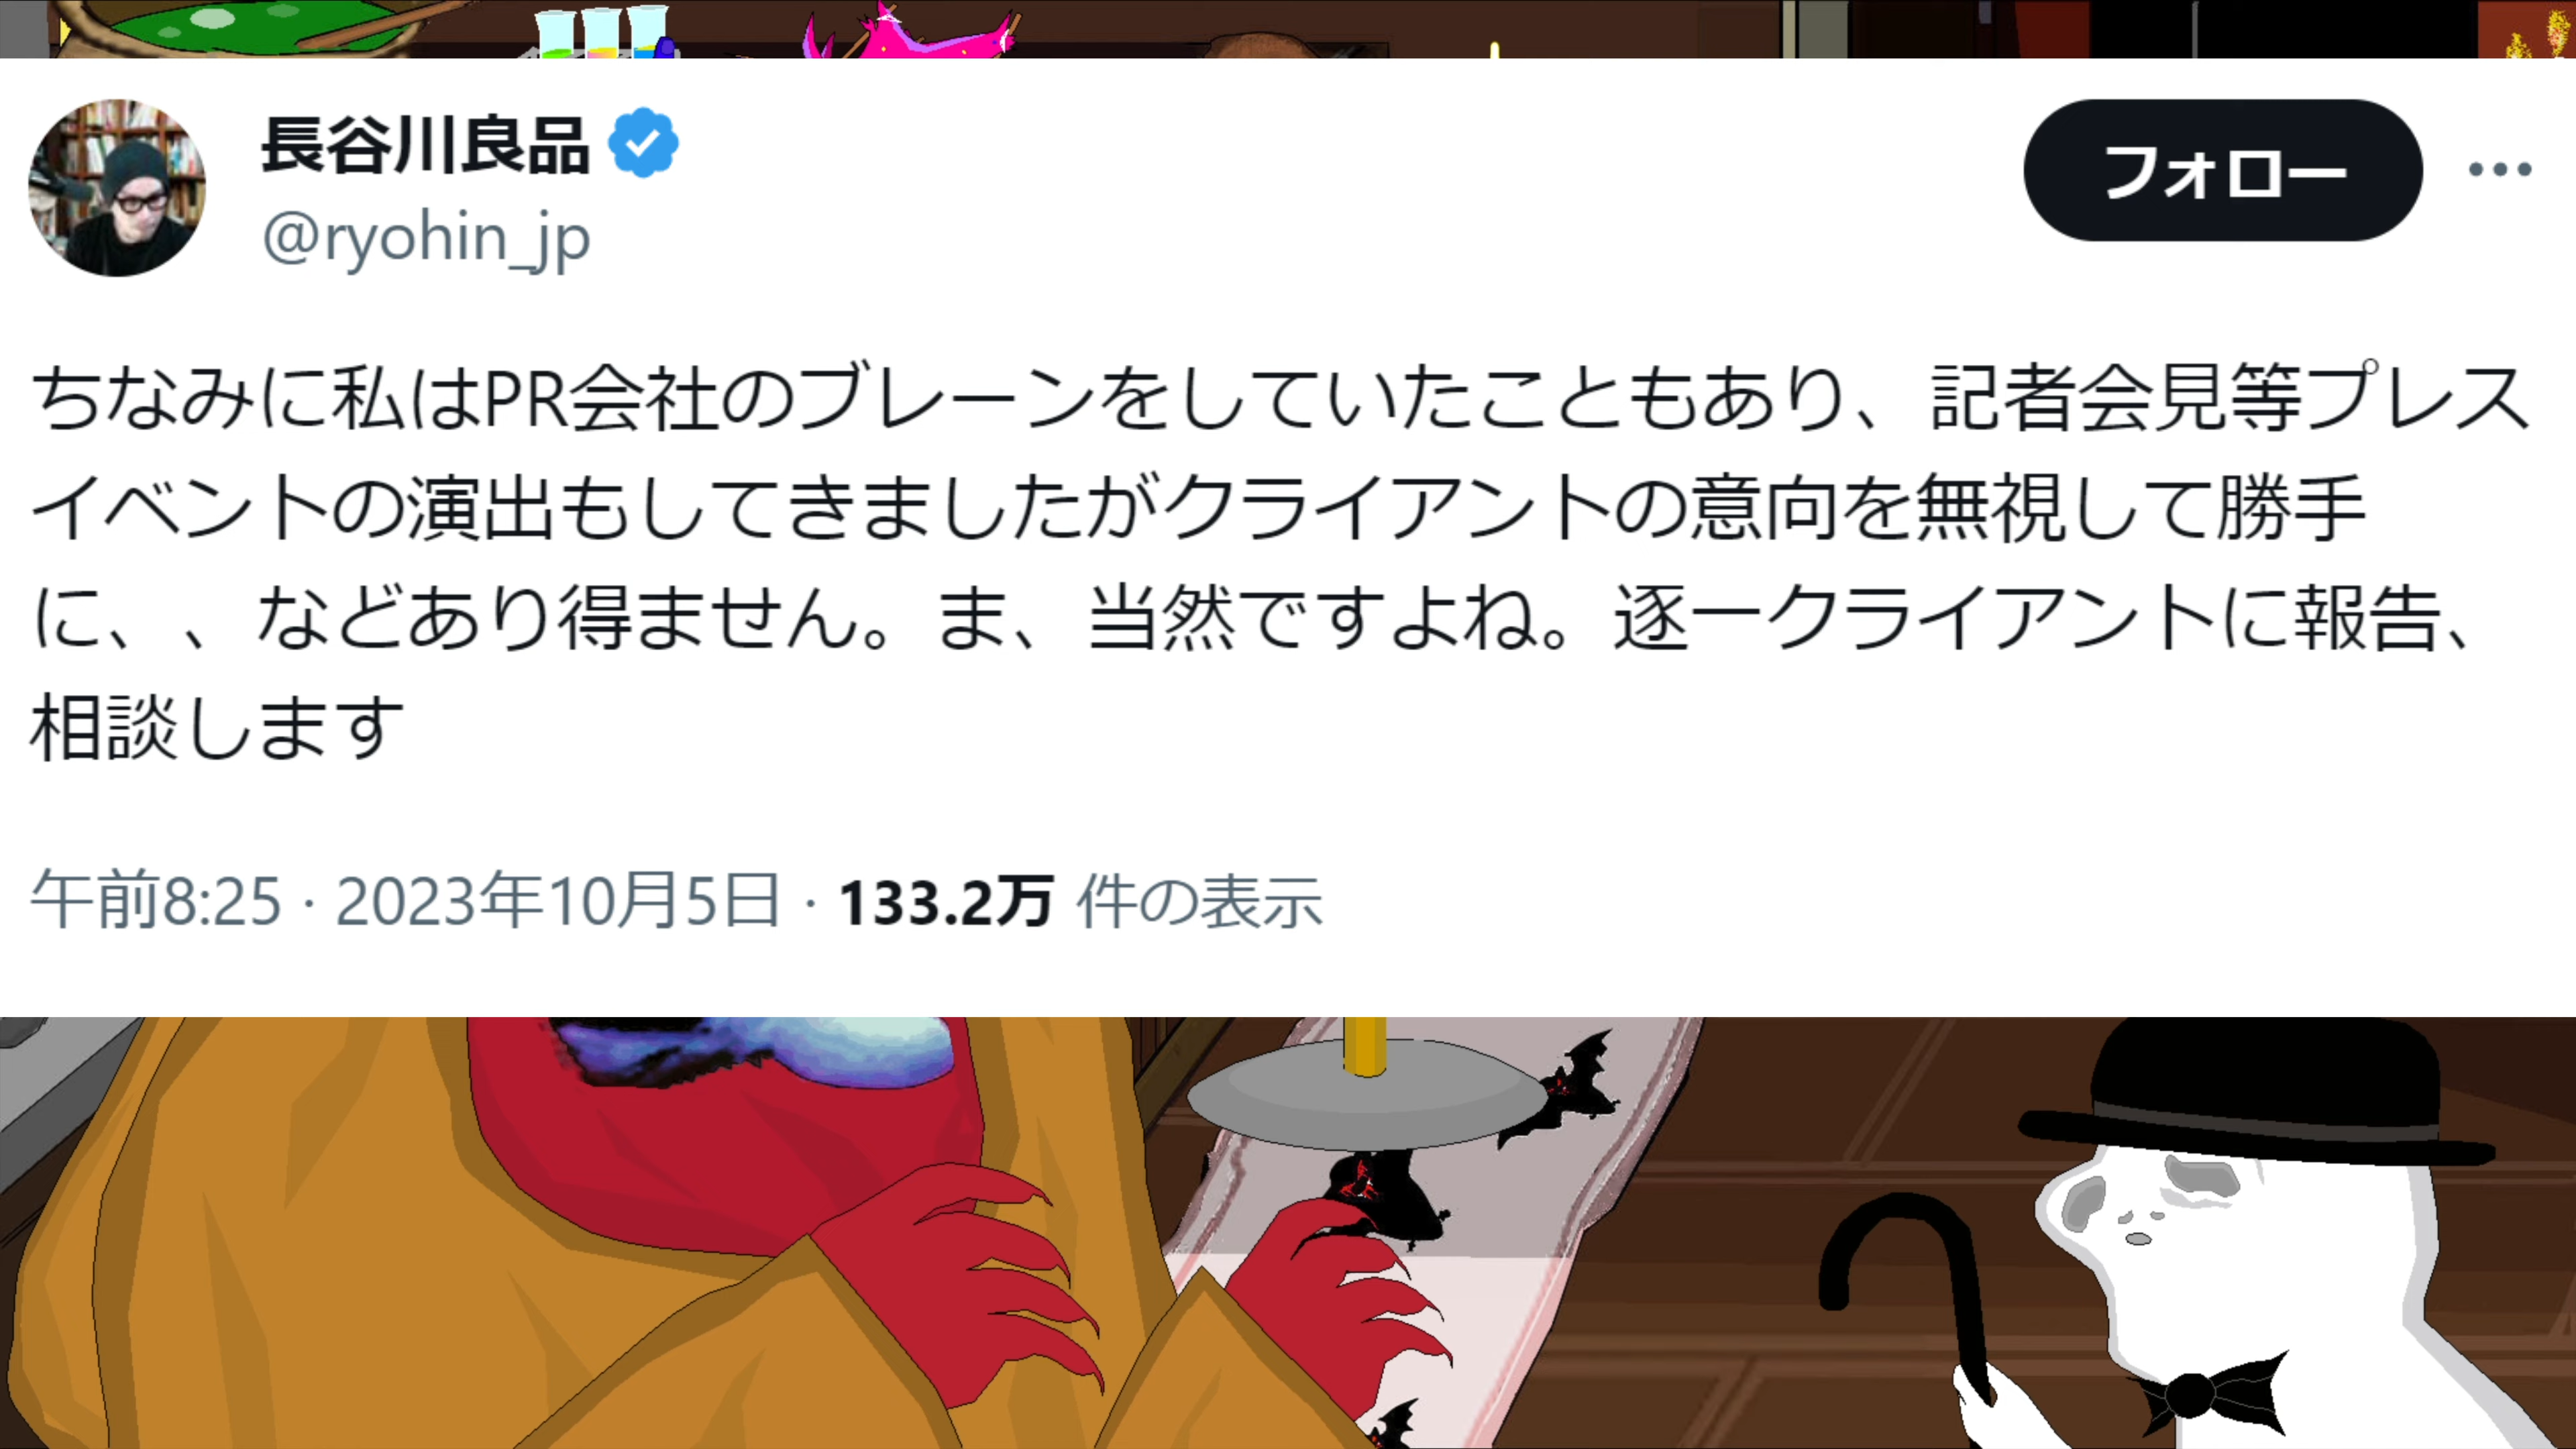 長谷川良品
@ryohin_jp
フォロー
ちなみに私はPR会社のブレーンをしていたこともあり、記者会見等プレス
イベントの演出もしてきましたがクライアントの意向を無視して勝手
に、、などあり得ません。ま、当然ですよね。逐一クライアントに報告、
相談します
午前8:25 · 2023年10月5日 · 133.2万 件の表示